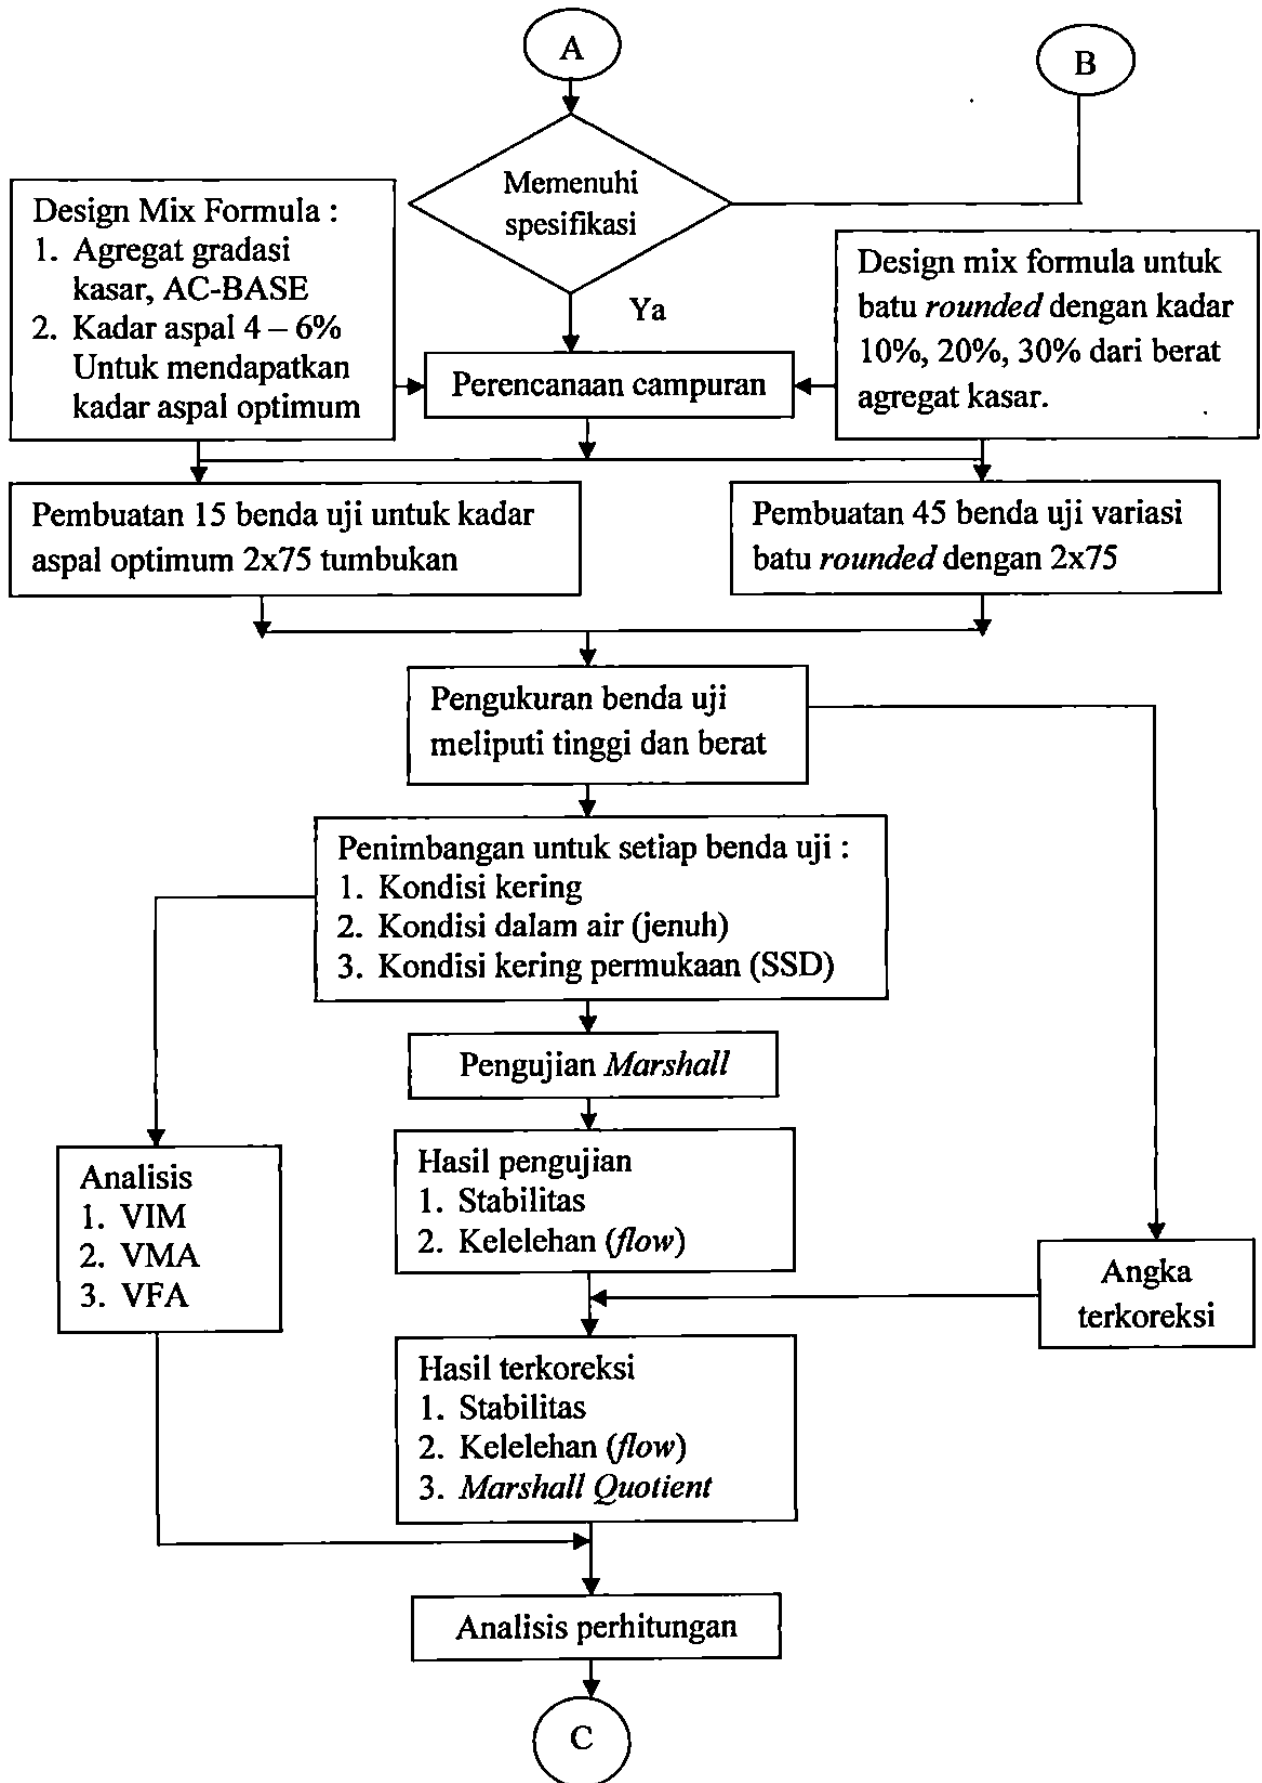 A
B
Memenuhi
spesifikasi
Design Mix Formula :
1. Agregat gradasi
kasar, AC-BASE
2. Kadar aspal 4 – 6%
Untuk mendapatkan
kadar aspal optimum
Ya
Design mix formula untuk
batu rounded dengan kadar
10%, 20%, 30% dari berat
agregat kasar.
Perencanaan campuran
Pembuatan 15 benda uji untuk kadar
aspal optimum 2x75 tumbukan
Pembuatan 45 benda uji variasi
batu rounded dengan 2x75
Pengukuran benda uji
meliputi tinggi dan berat
Penimbangan untuk setiap benda uji :
1. Kondisi kering
2. Kondisi dalam air (jenuh)
3. Kondisi kering permukaan (SSD)
Pengujian Marshall
Analisis
1. VIM
2. VMA
3. VFA
Hasil pengujian
1. Stabilitas
2. Kelelehan (flow)
Angka
terkoreksi
Hasil terkoreksi
1. Stabilitas
2. Kelelehan (flow)
3. Marshall Quotient
Analisis perhitungan
C